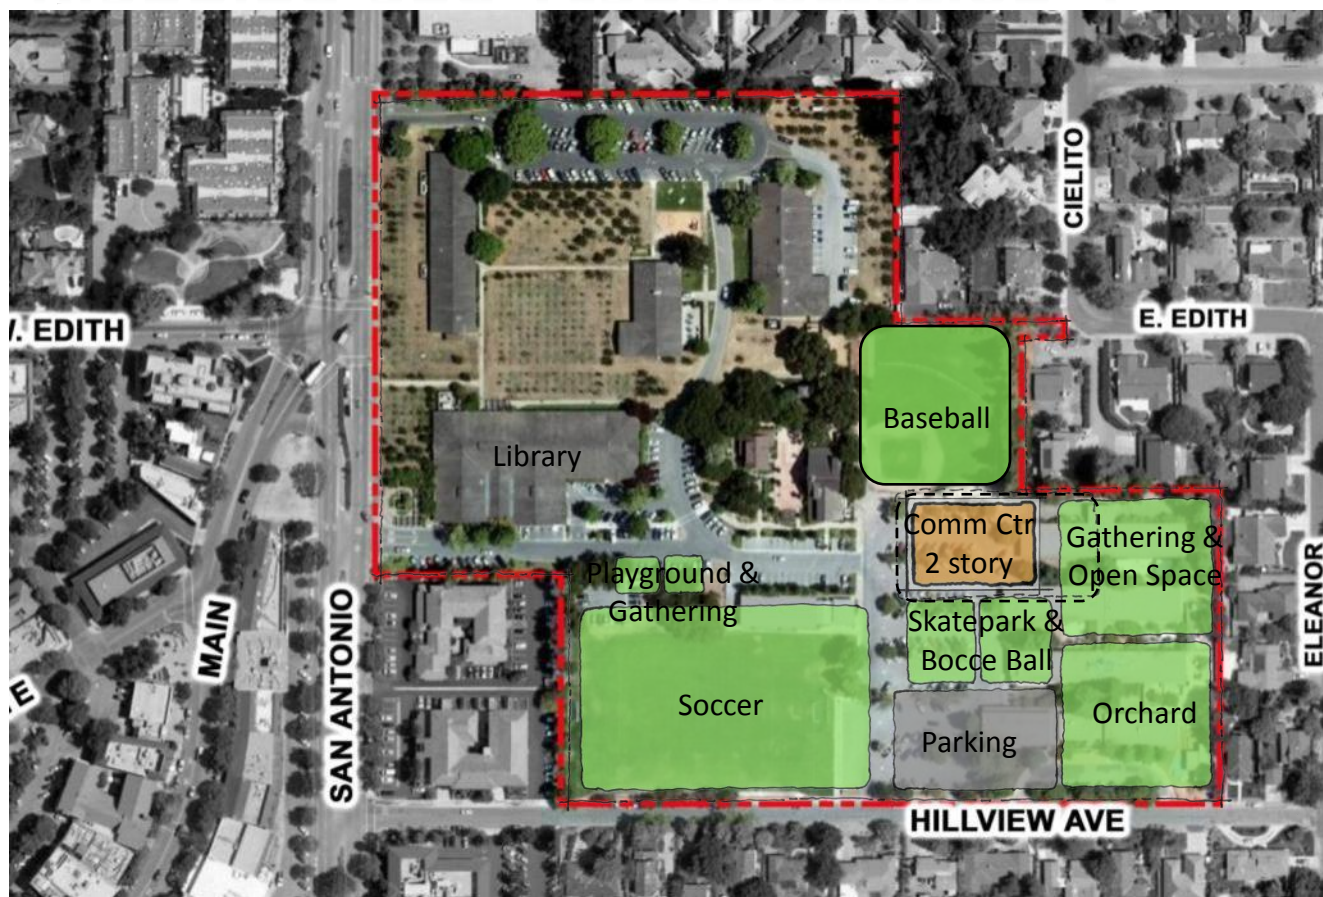 CIELITO
W. EDITH
E. EDITH
Baseball
Library
Comm Ctr
2 story
Gathering &
Open Space
Playground &
Gathering
Skatepark &
Bocce Ball
Soccer
Parking
Orchard
MAIN
SAN ANTONIO
ELEANOR
HILLVIEW AVE